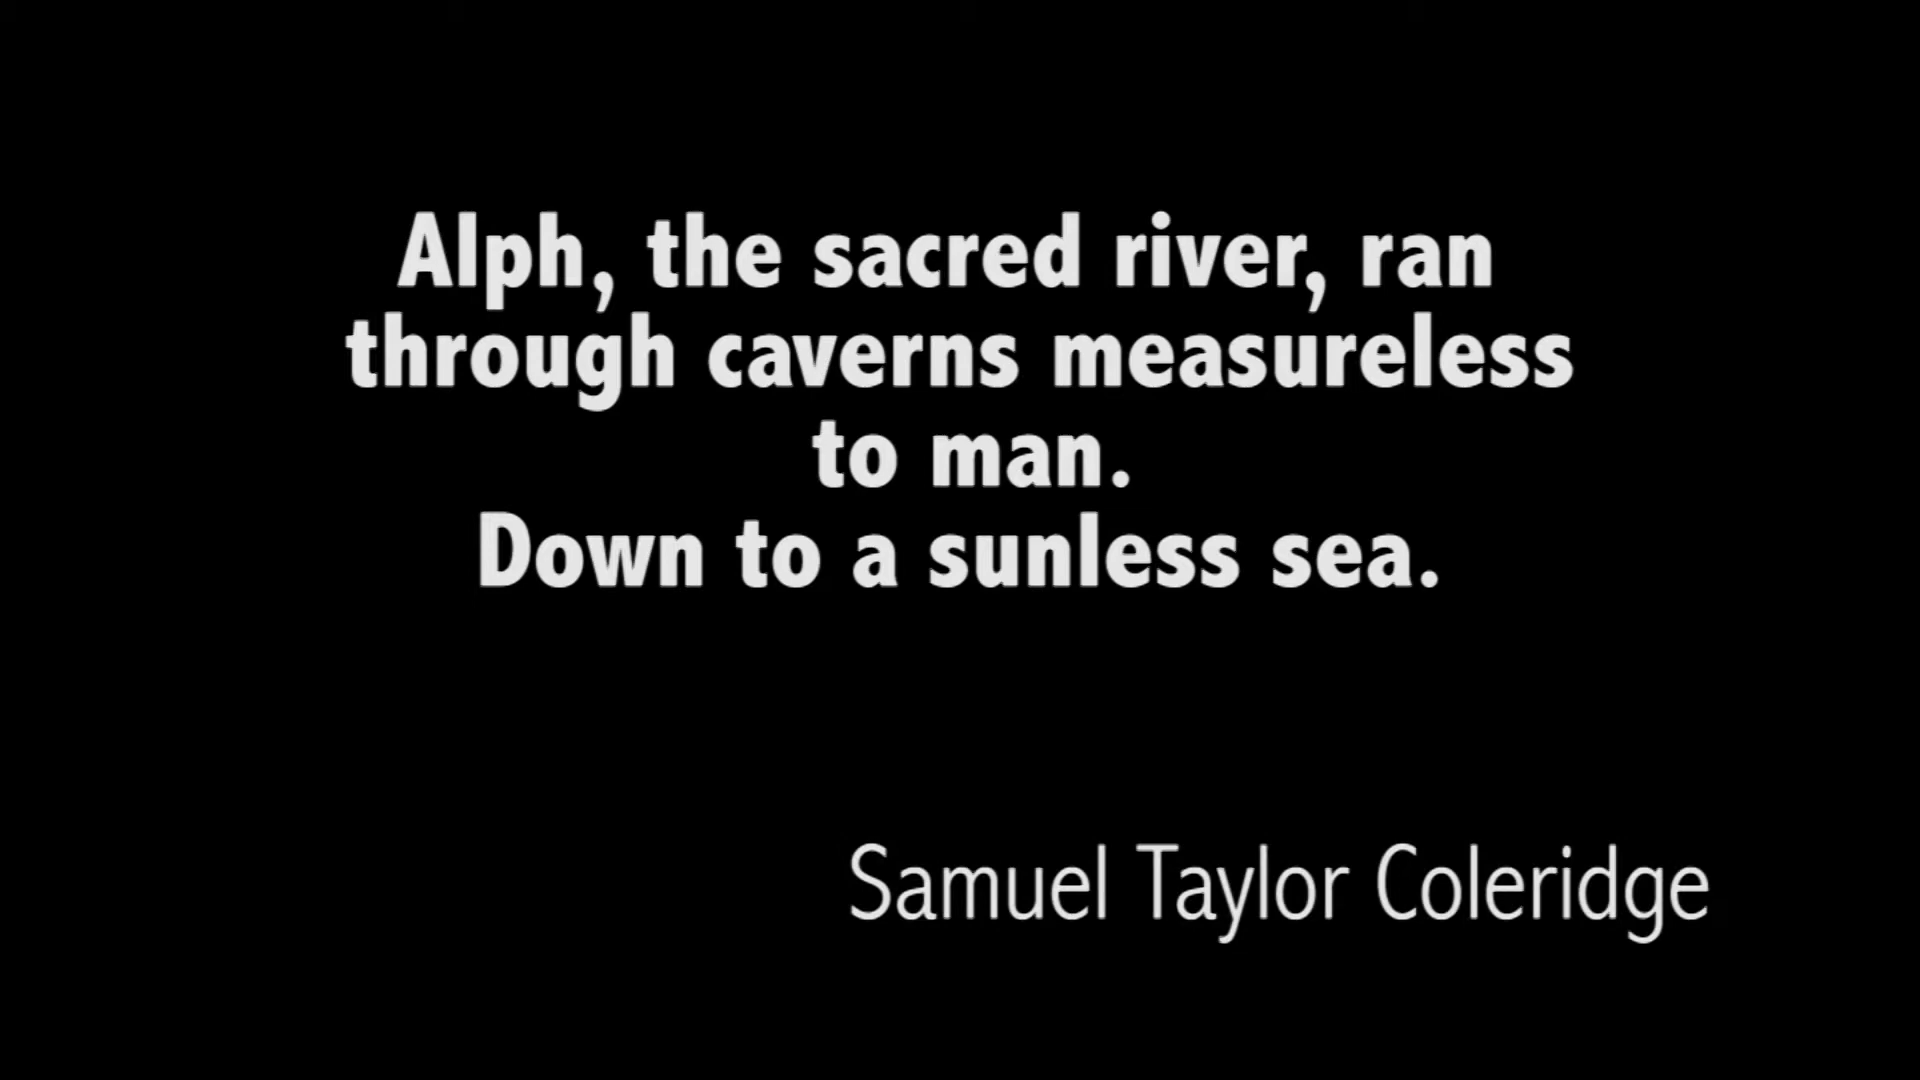 Alph, the sacred river, ran
through caverns measureless
to man.
Down to a sunless sea.
Samuel Taylor Coleridge